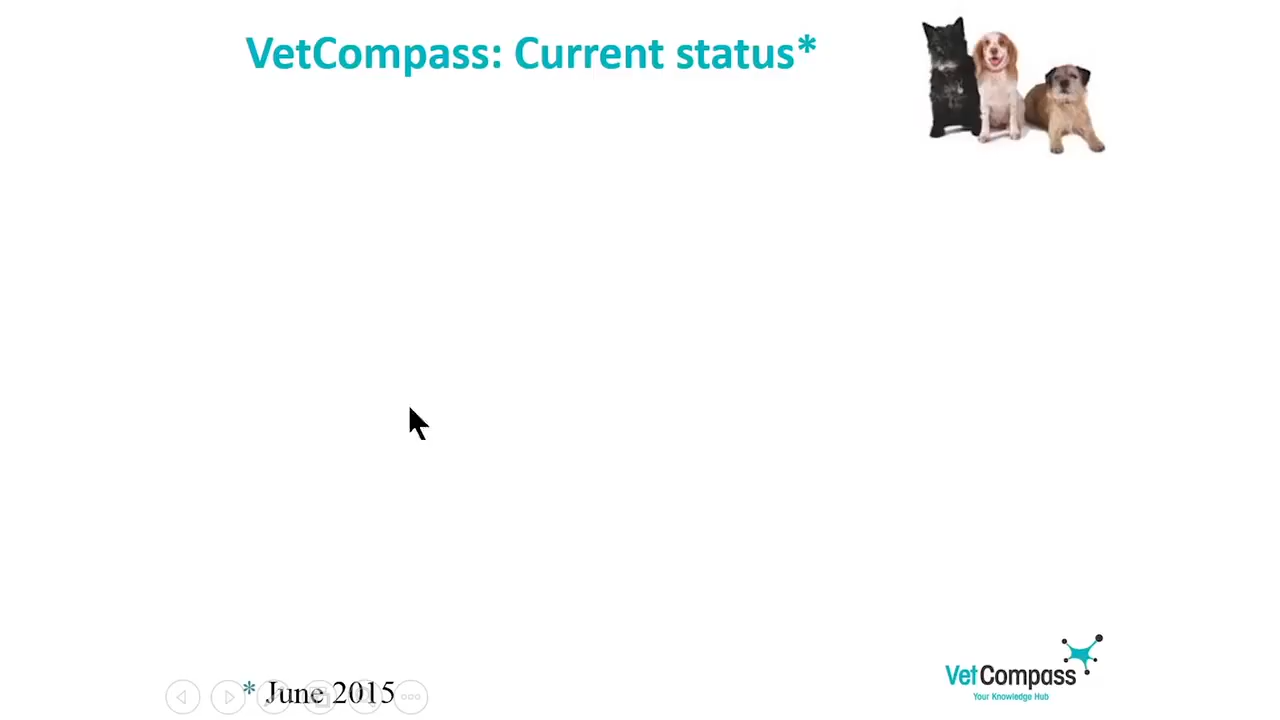 VetCompass: Current status*
* June 2015
VetCompass
Your Knowledge Hub